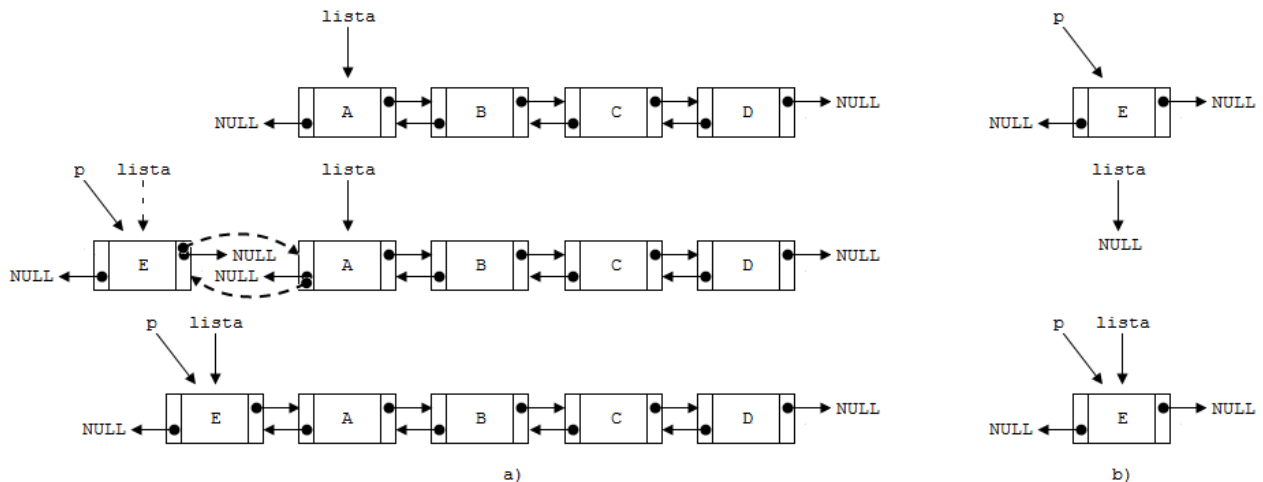 lista
NULL A B C D NULL
p lista lista
NULL E NULL NULL A B C D NULL
p lista
NULL E A B C D NULL
a)
p
NULL E NULL
lista
NULL
p lista
NULL E NULL
b)